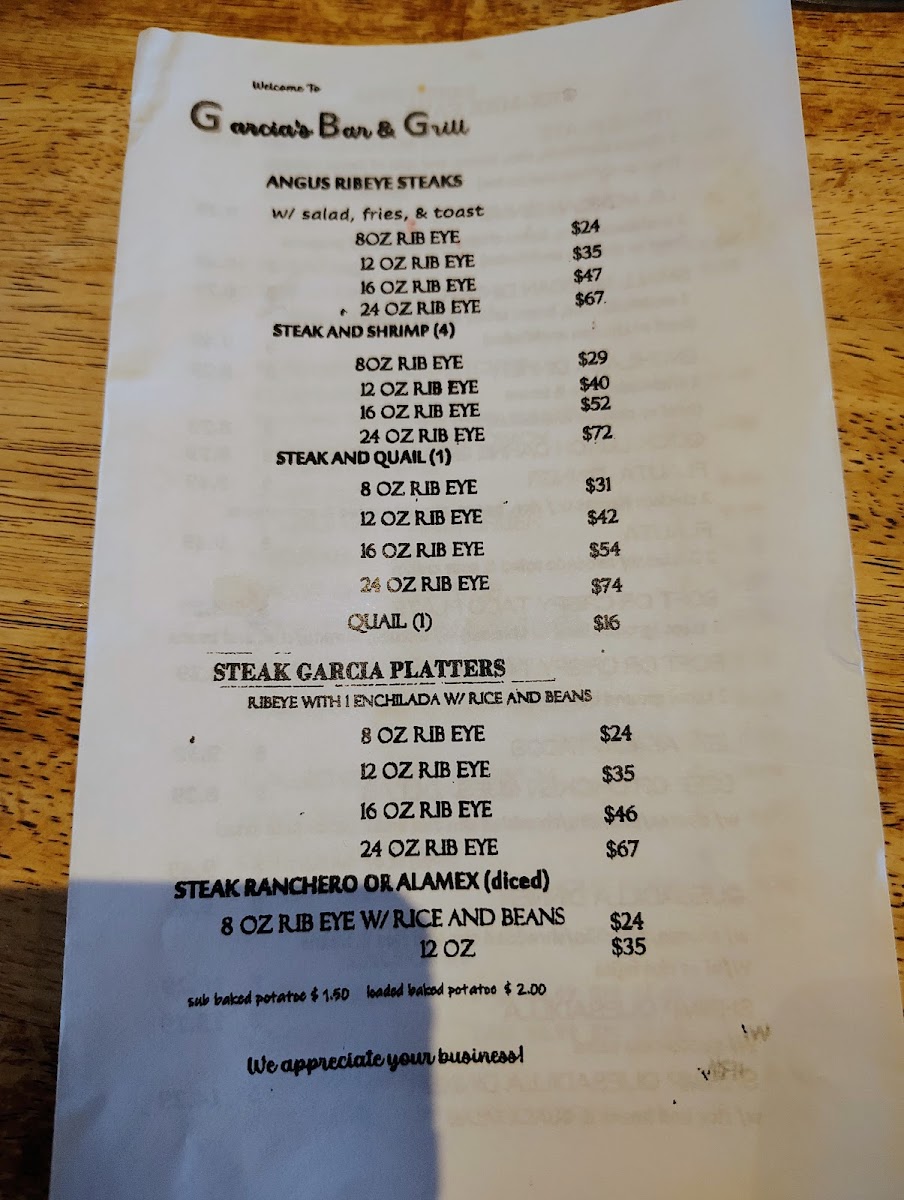 Welcome To
Garcia's Bar & Grill
ANGUS RIBEYE STEAKS
w/ salad, fries, & toast
8OZ RIB EYE $24
12 OZ RIB EYE $35
16 OZ RIB EYE $47
24 OZ RIB EYE $67
STEAK AND SHRIMP (4)
8OZ RIB EYE $29
12 OZ RIB EYE $40
16 OZ RIB EYE $52
24 OZ RIB EYE $72
STEAK AND QUAIL (1)
8 OZ RIB EYE $31
12 OZ RIB EYE $42
16 OZ RIB EYE $54
24 OZ RIB EYE $74
QUAIL (1) $16
STEAK GARCIA PLATTERS
RIBEYE WITH 1 ENCHILADA W/ RICE AND BEANS
8 OZ RIB EYE $24
12 OZ RIB EYE $35
16 OZ RIB EYE $46
24 OZ RIB EYE $67
STEAK RANCHERO OR ALAMEX (diced)
8 OZ RIB EYE W/ RICE AND BEANS $24
12 OZ $35
sub baked potatoe $ 1.50 loaded baked potatoe $ 2.00
We appreciate your business!